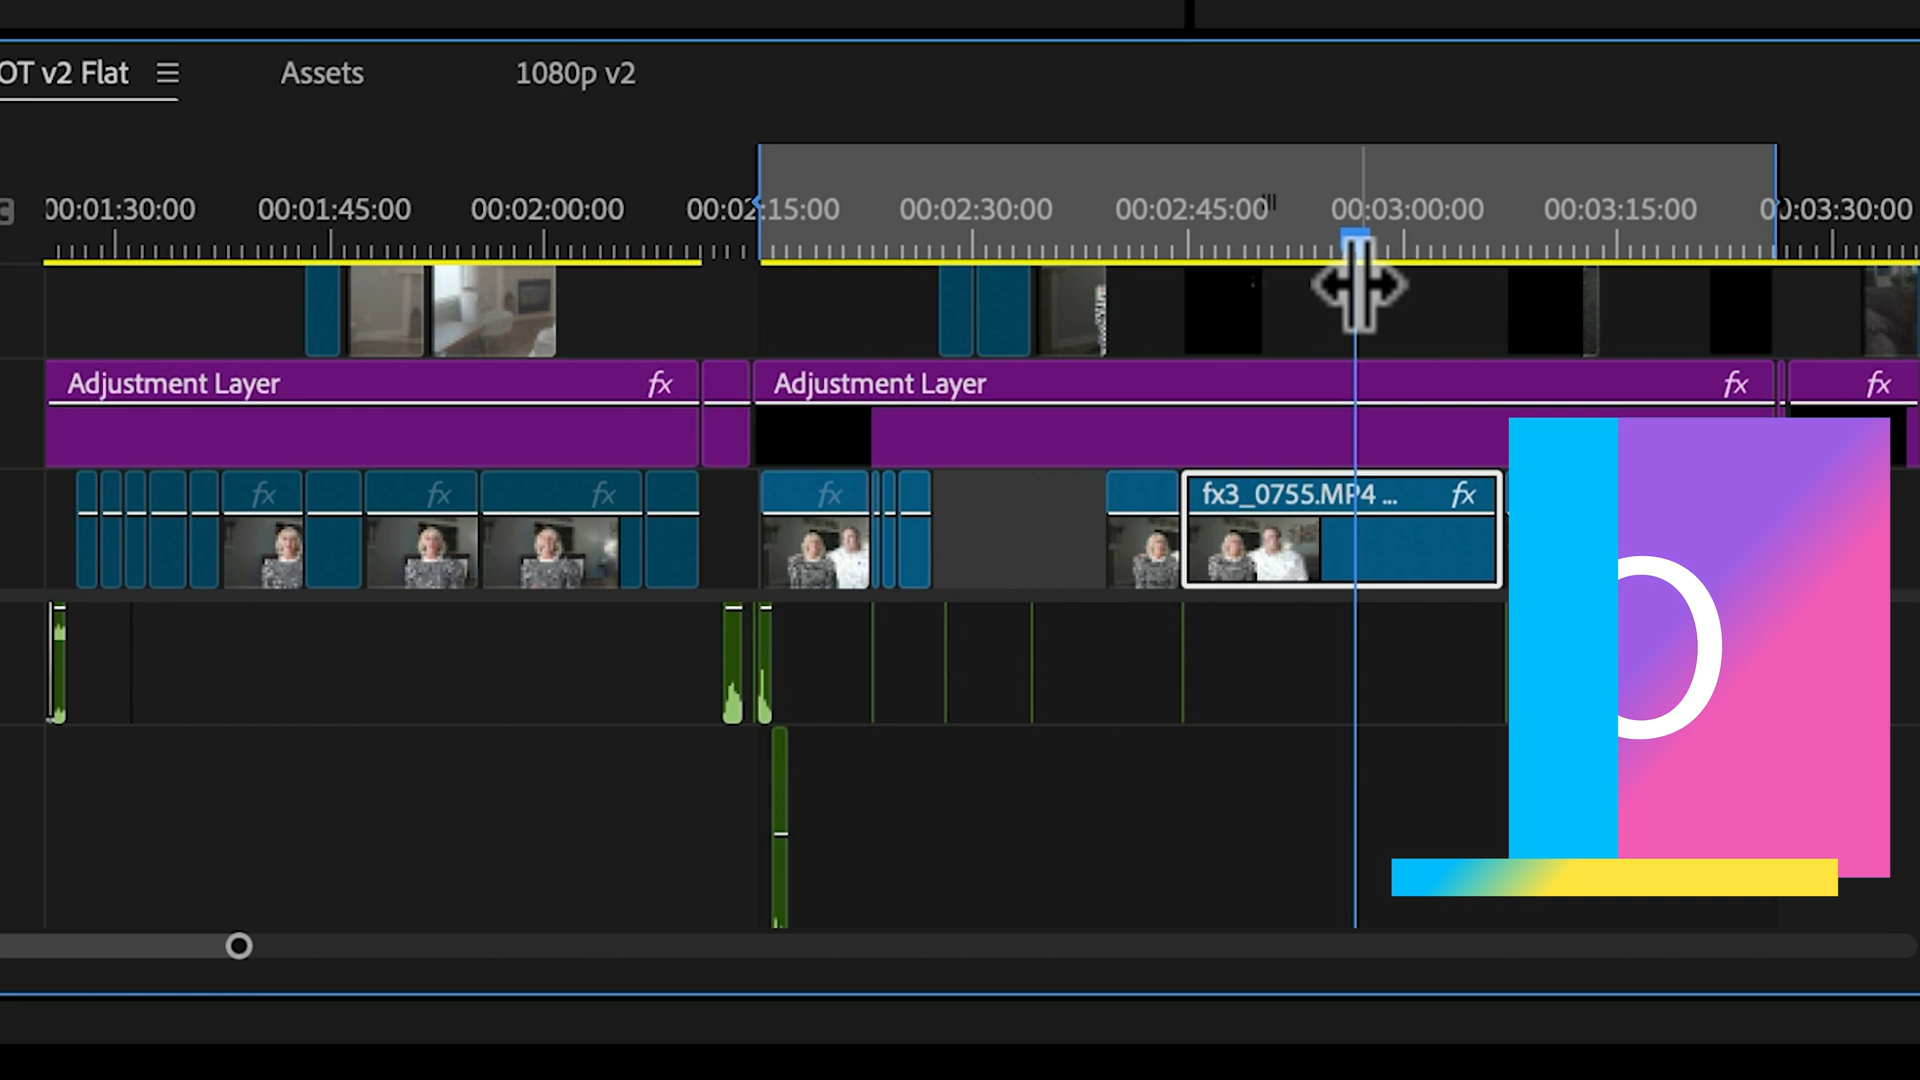 OT v2 Flat Assets 1080p v2
00:01:30:00 00:01:45:00 00:02:00:00 00:02:15:00 00:02:30:00 00:02:45:00 00:03:00:00 00:03:15:00 00:03:30:00
Adjustment Layer fx Adjustment Layer fx fx
fx fx fx fx fx3_0755.MP4 ... fx